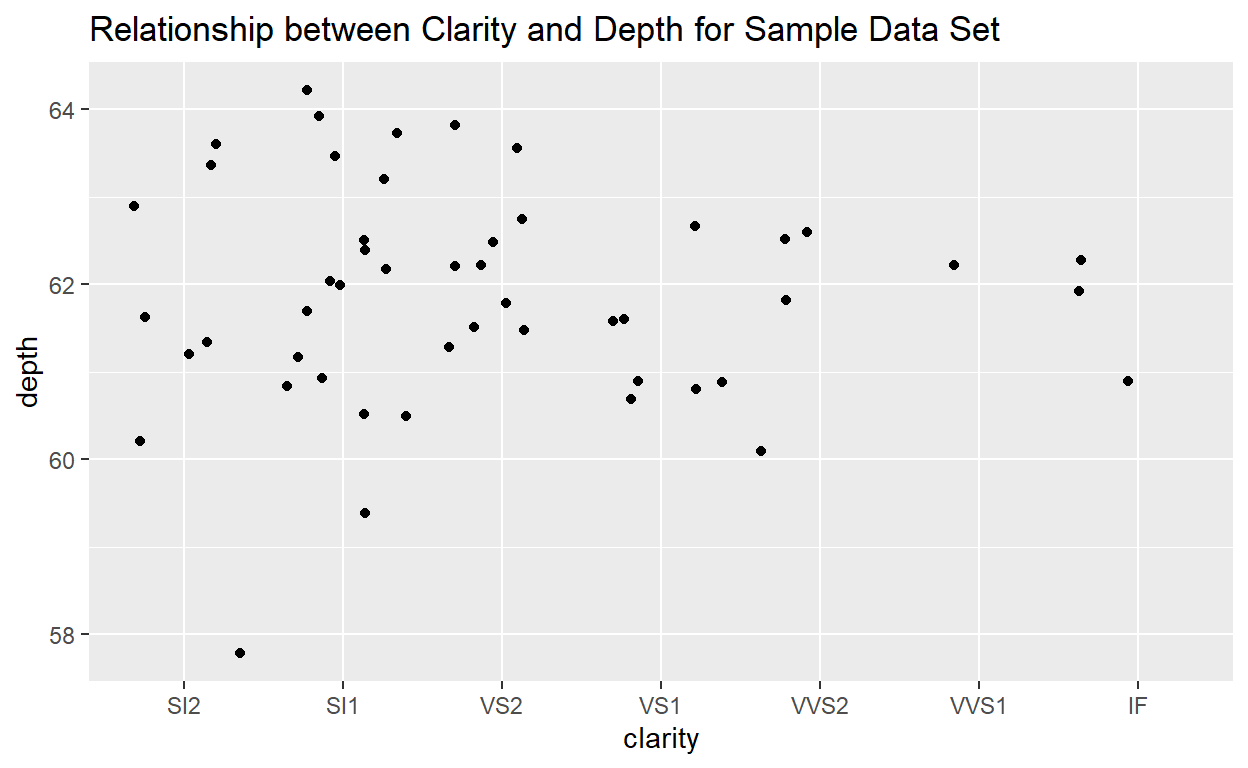 Relationship between Clarity and Depth for Sample Data Set
64
62
60
58
depth
SI2 SI1 VS2 VS1 VVS2 VVS1 IF
clarity